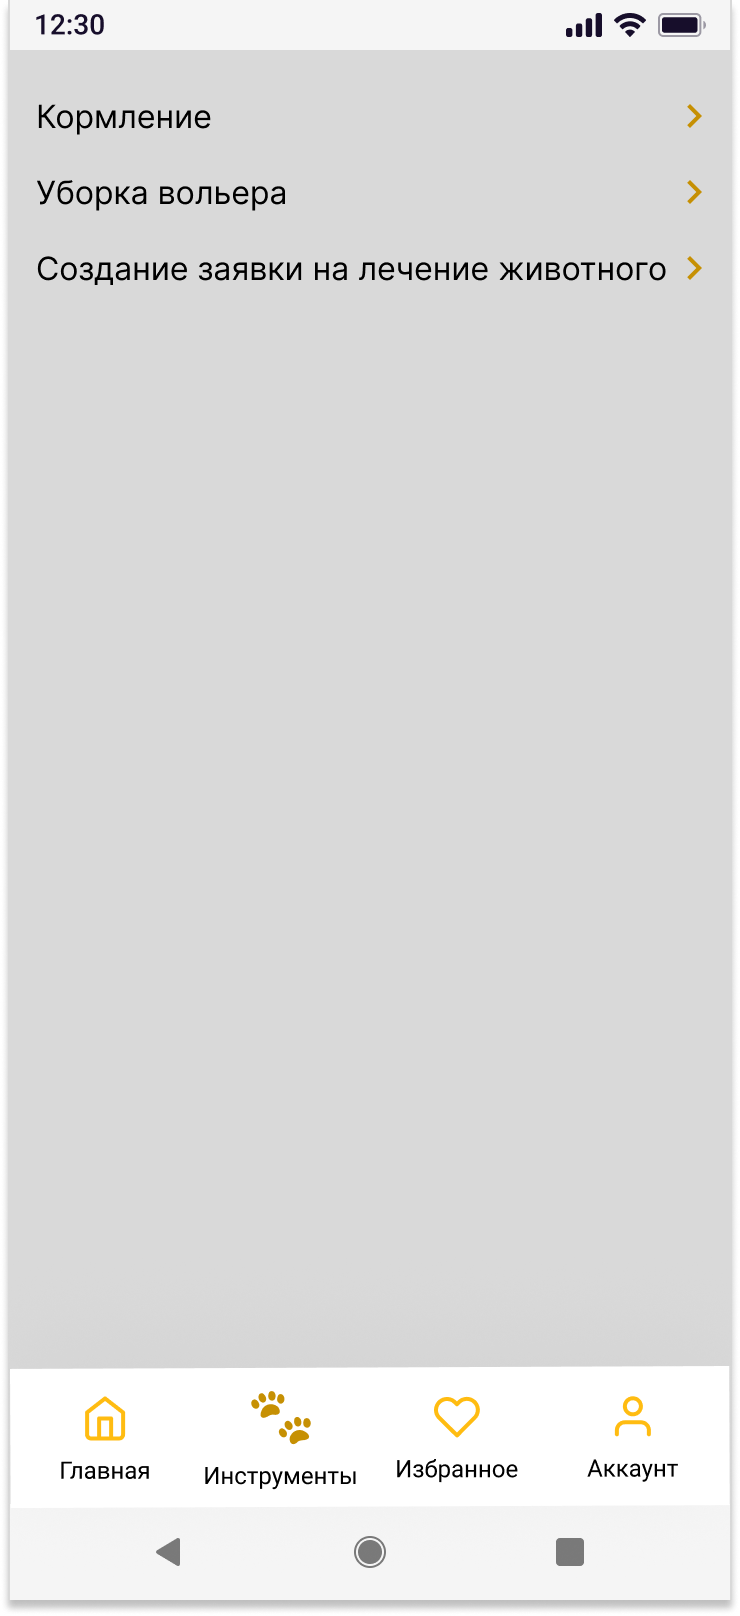 12:30
Кормление
Уборка вольера
Создание заявки на лечение животного
Главная
Инструменты
Избранное
Аккаунт